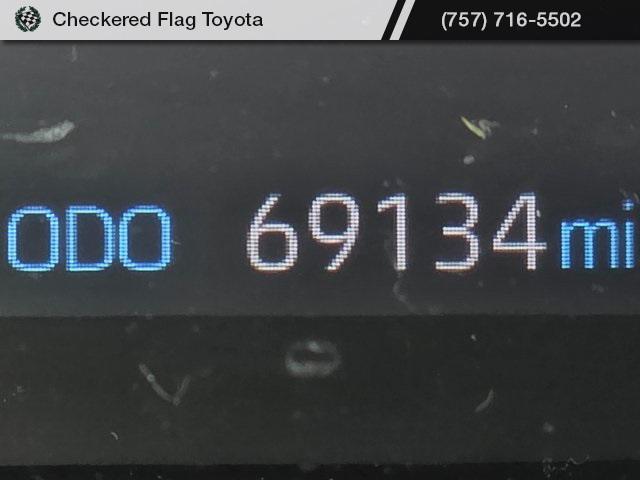 Checkered Flag Toyota (757) 716-5502
ODO 69134 mi